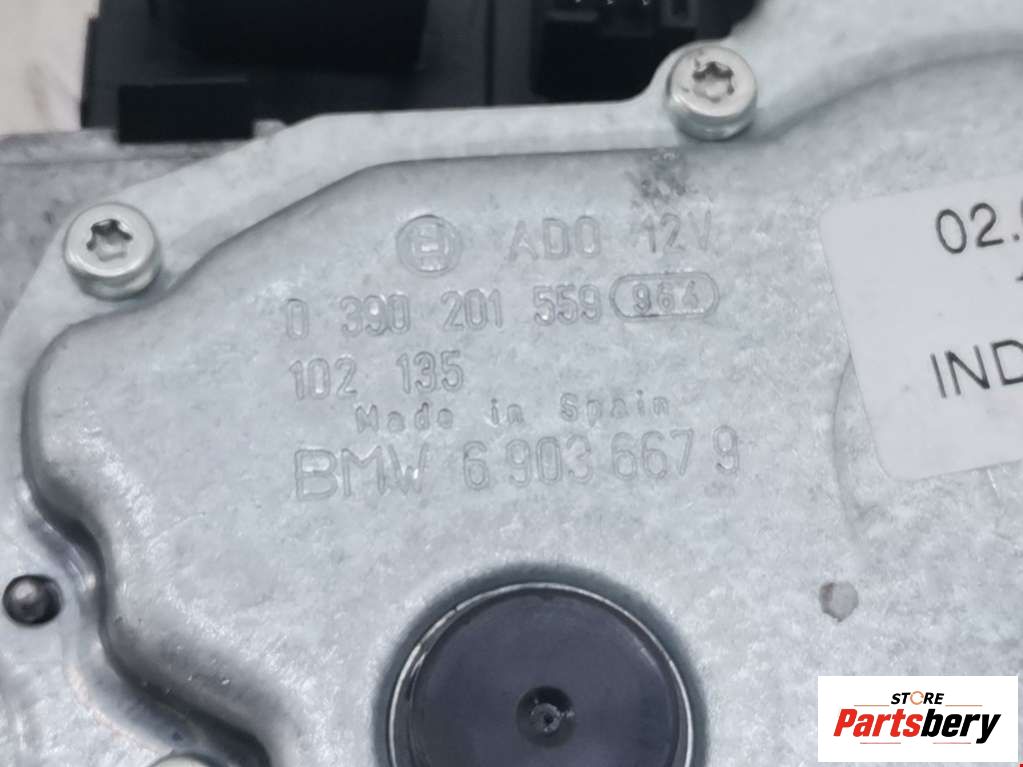 ADO 12V
0 390 201 559 964
102 135
Made in Spain
BMW 6 903 667 9
02.
IND
STORE
Partsbery